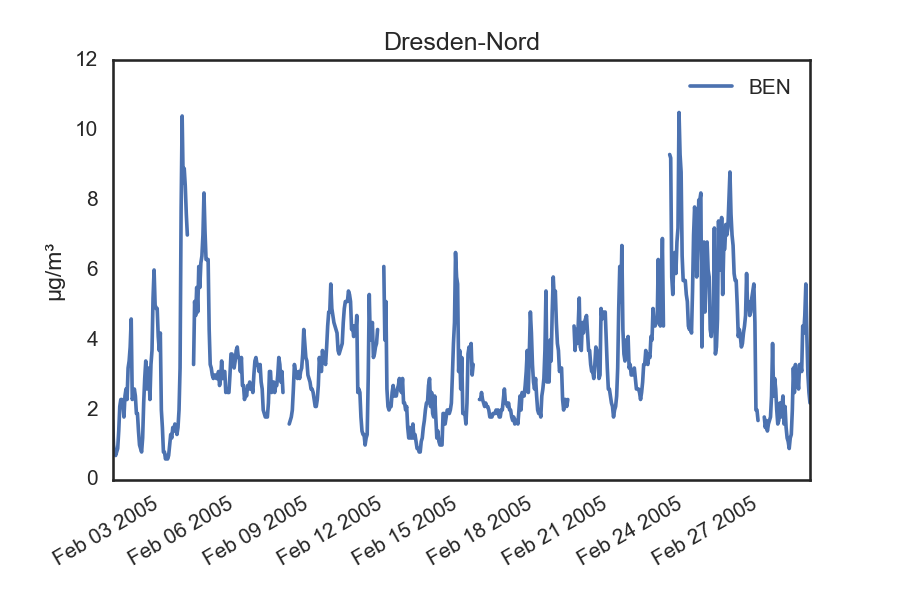 Dresden-Nord
12
10
8
6
4
2
0
µg/m³
BEN
Feb 03 2005
Feb 06 2005
Feb 09 2005
Feb 12 2005
Feb 15 2005
Feb 18 2005
Feb 21 2005
Feb 24 2005
Feb 27 2005